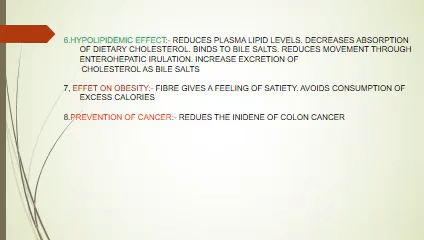 6.HYPOLIPIDEMIC EFFECT:- REDUCES PLASMA LIPID LEVELS. DECREASES ABSORPTION
OF DIETARY CHOLESTEROL. BINDS TO BILE SALTS. REDUCES MOVEMENT THROUGH
ENTEROHEPATIC IRULATION. INCREASE EXCRETION OF
CHOLESTEROL AS BILE SALTS
7, EFFET ON OBESITY:- FIBRE GIVES A FEELING OF SATIETY. AVOIDS CONSUMPTION OF
EXCESS CALORIES
8.PREVENTION OF CANCER:- REDUES THE INIDENE OF COLON CANCER